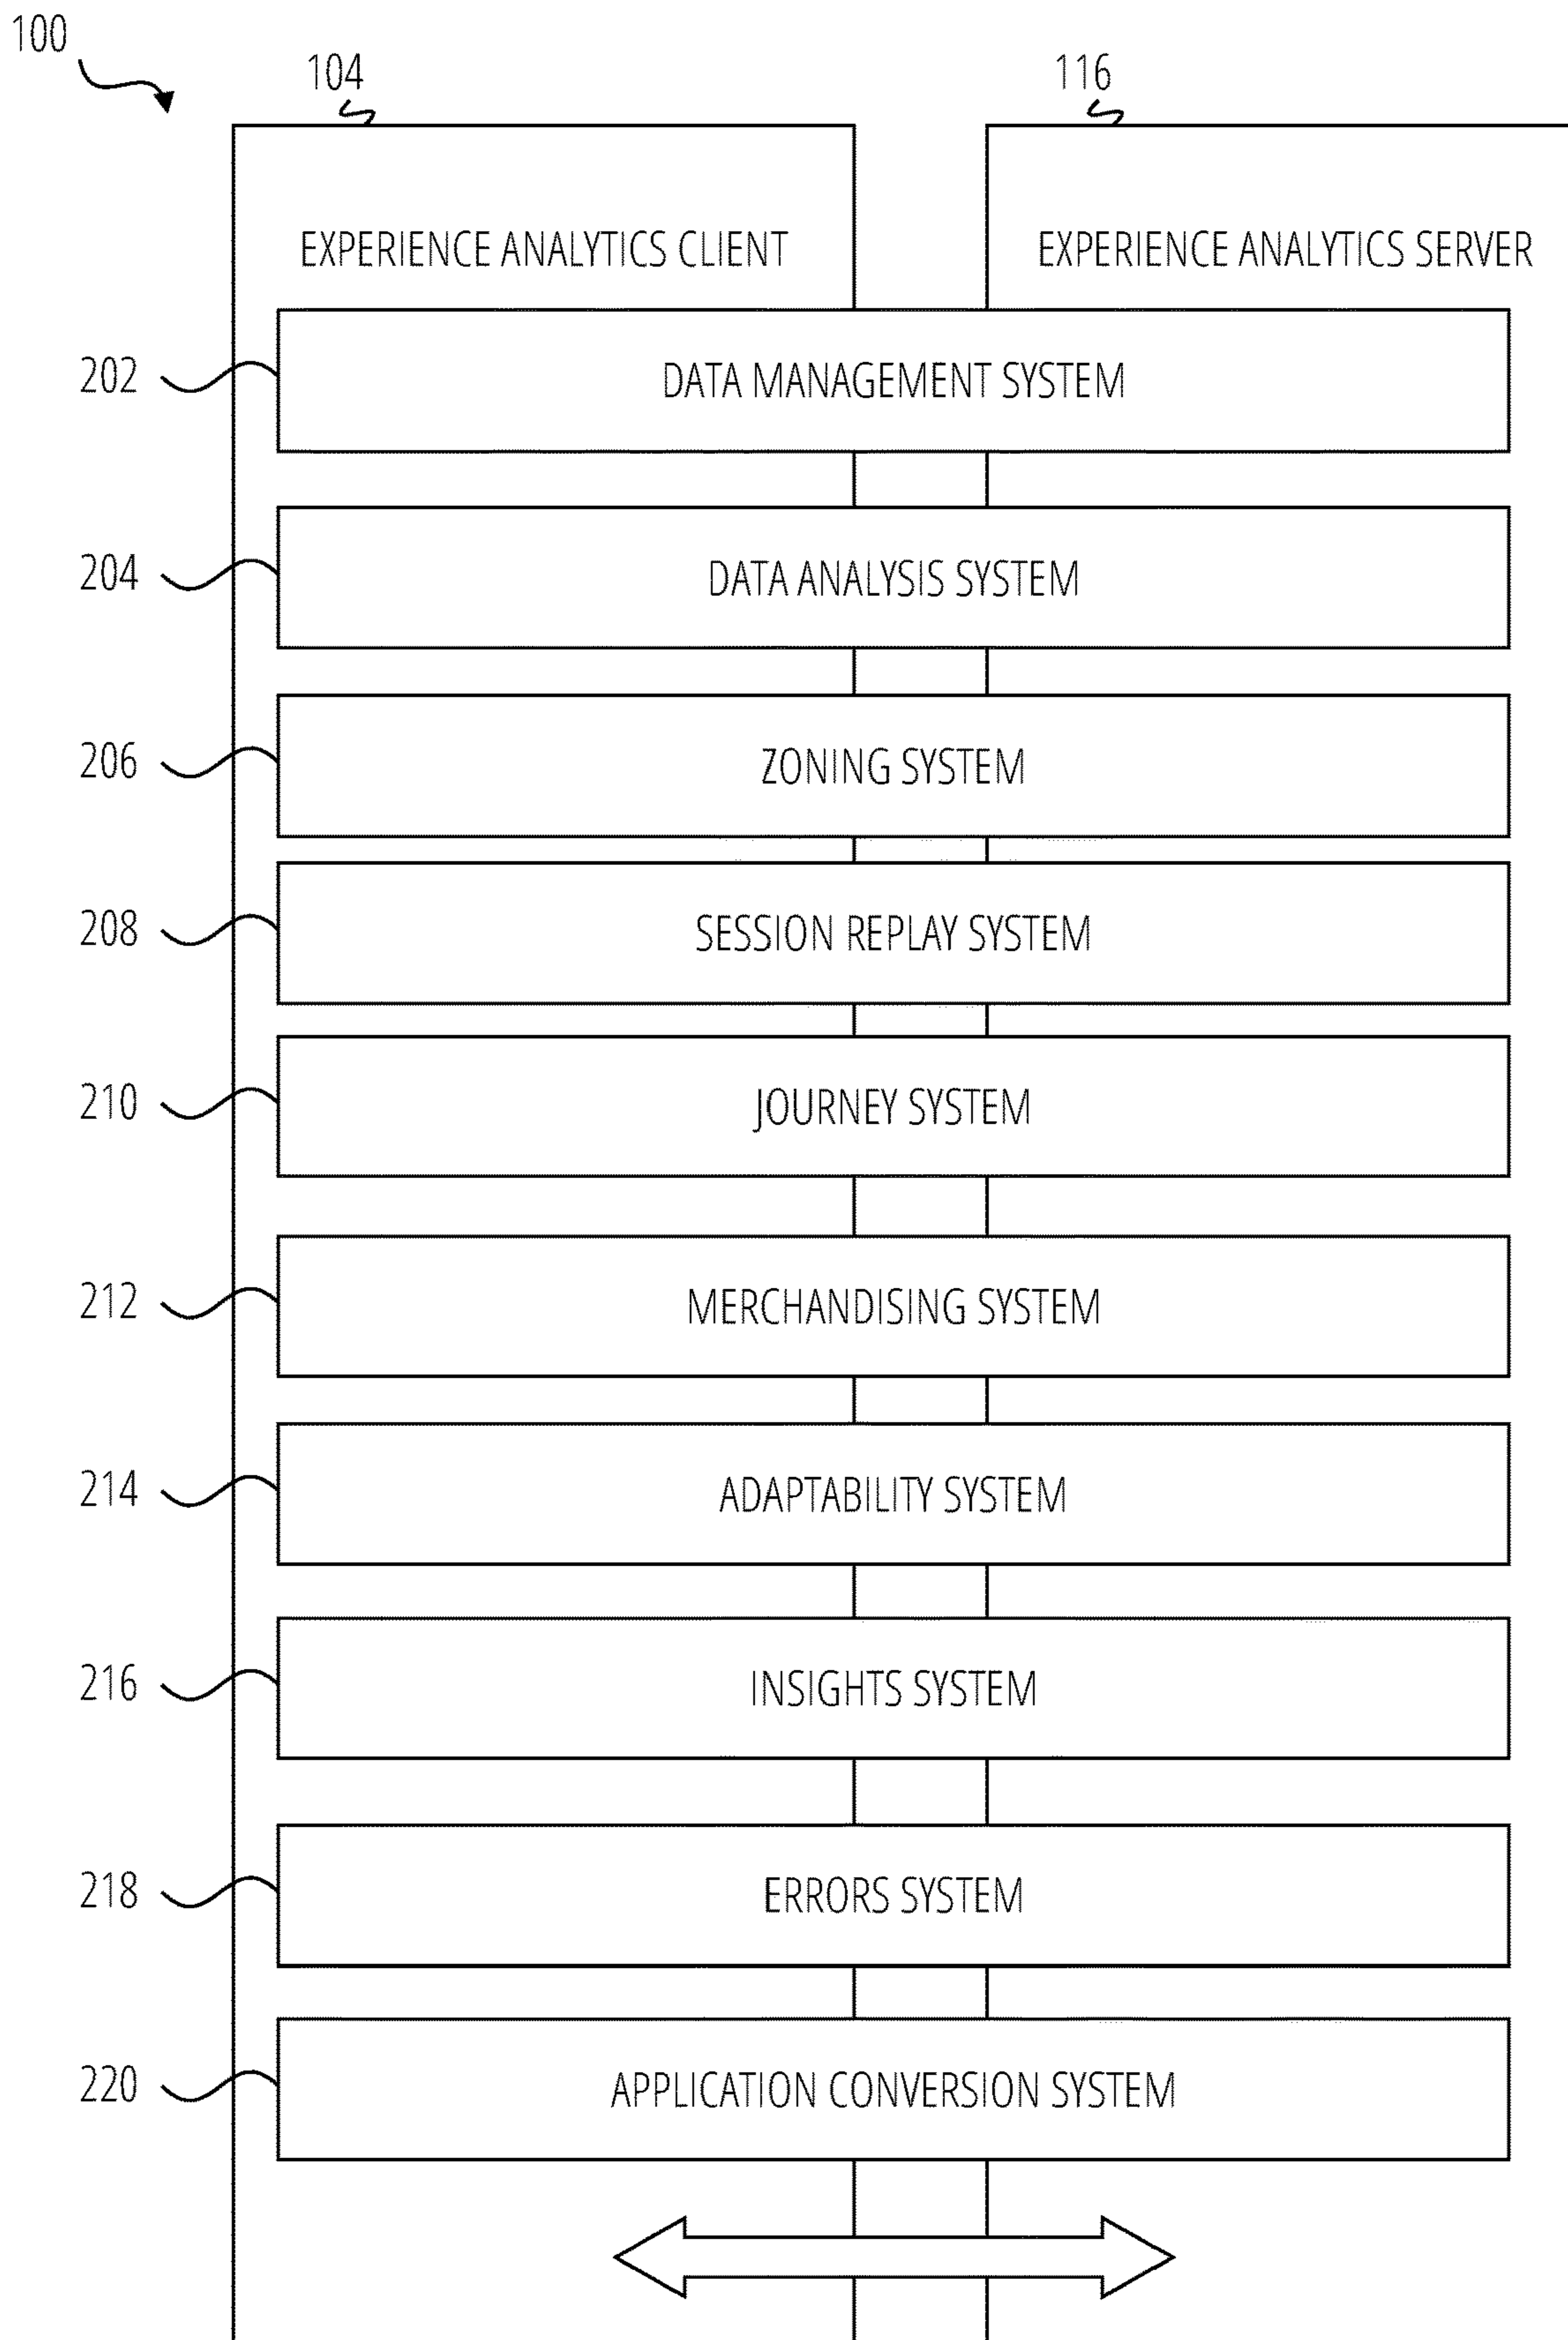 100
104
116
EXPERIENCE ANALYTICS CLIENT
EXPERIENCE ANALYTICS SERVER
202
DATA MANAGEMENT SYSTEM
204
DATA ANALYSIS SYSTEM
206
ZONING SYSTEM
208
SESSION REPLAY SYSTEM
210
JOURNEY SYSTEM
212
MERCHANDISING SYSTEM
214
ADAPTABILITY SYSTEM
216
INSIGHTS SYSTEM
218
ERRORS SYSTEM
220
APPLICATION CONVERSION SYSTEM